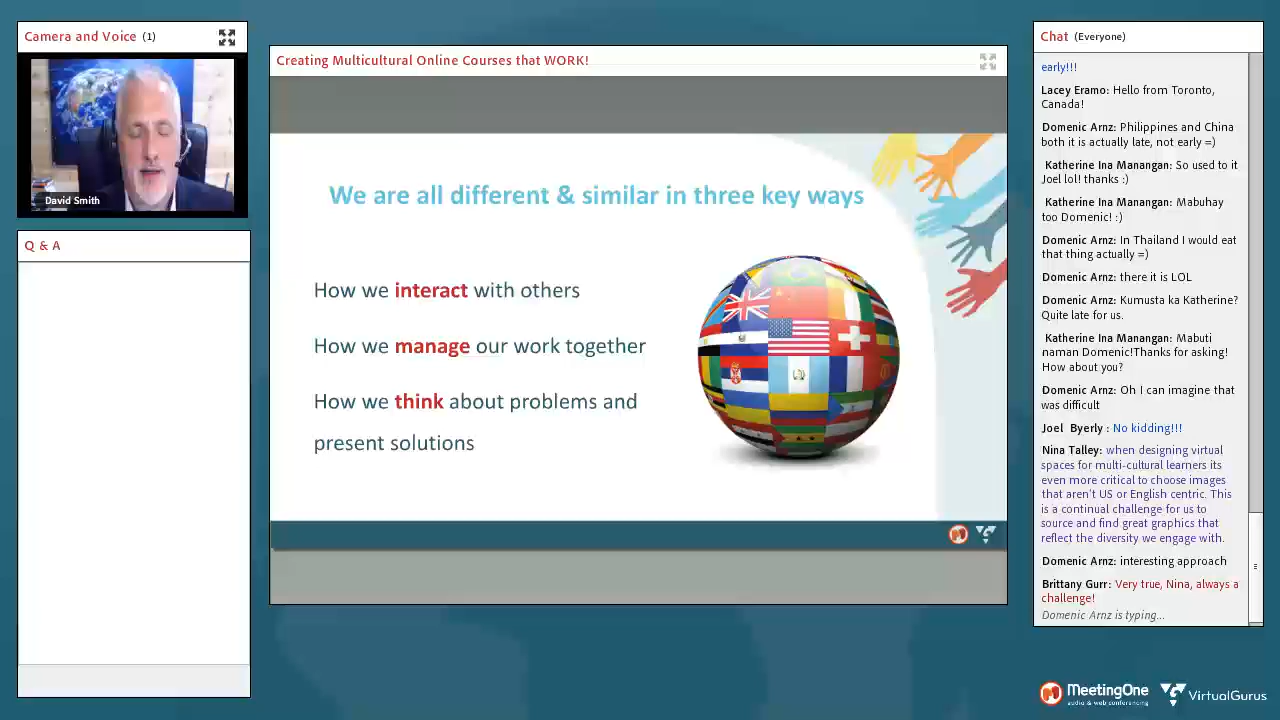 Camera and Voice (1)
David Smith
Q & A
Creating Multicultural Online Courses that WORK!
We are all different & similar in three key ways
How we interact with others
How we manage our work together
How we think about problems and
present solutions
Chat (Everyone)
early!!!
Lacey Eramo: Hello from Toronto,
Canada!
Domenic Arnz: Philippines and China
both it is actually late, not early =)
Katherine Ina Manangan: So used to it
Joel lol! thanks :)
Katherine Ina Manangan: Mabuhay
too Domenic! :)
Domenic Arnz: In Thailand I would eat
that thing actually =)
Domenic Arnz: there it is LOL
Domenic Arnz: Kumusta ka Katherine?
Quite late for us.
Katherine Ina Manangan: Mabuti
naman Domenic!Thanks for asking!
How about you?
Domenic Arnz: Oh I can imagine that
was difficult
Joel Byerly : No kidding!!!
Nina Talley: when designing virtual
spaces for multi-cultural learners its
even more critical to choose images
that aren't US or English centric. This
is a continual challenge for us to
source and find great graphics that
reflect the diversity we engage with.
Domenic Arnz: interesting approach
Brittany Gurr: Very true, Nina, always a
challenge!
Domenic Arnz is typing...
MeetingOne
audio & web conferencing
VirtualGurus